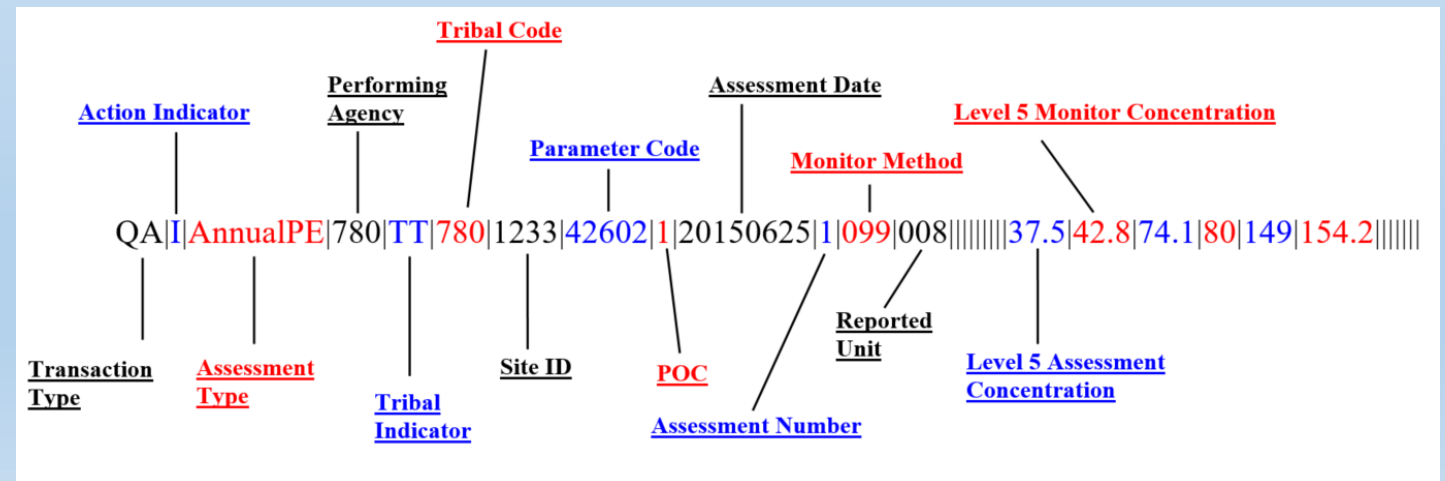 Tribal Code
Performing
Agency
Assessment Date
Action Indicator
Level 5 Monitor Concentration
Parameter Code
Monitor Method
QA|I|AnnualPE|780|TT|780|1233|42602|1|20150625|1|099|008|||||||||37.5|42.8|74.1|80|149|154.2|||||||
Reported
Unit
Transaction
Type
Assessment
Type
Site ID
POC
Level 5 Assessment
Concentration
Tribal
Indicator
Assessment Number